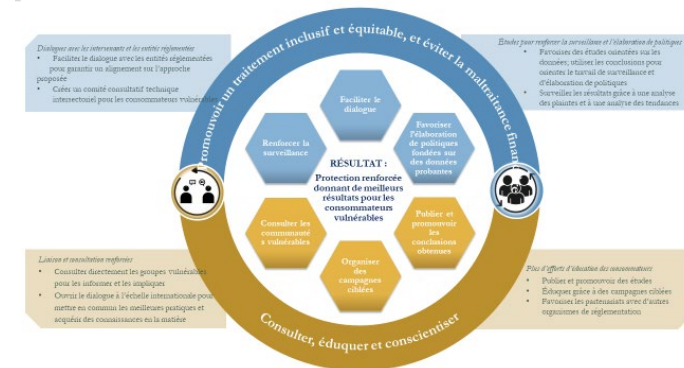 Promouvoir un traitement inclusif et équitable, et éviter la maltraitance
Dialogues avec les intervenants et les entités réglementées
• Faciliter le dialogue avec les entités réglementées
pour garantir un alignement sur l'approche
proposée
• Créer un comité consultatif technique
intersectoriel pour les consommateurs
Études pour renforcer la surveillance et l'élaboration de politiques
• Favoriser des études orientées sur les
données; utiliser les conclusions pour
orienter le travail de surveillance et
d'élaboration de politiques
• Surveiller les résultats grâce à une analyse
des plaintes et à une analyse des tendances
Faciliter le
dialogue
Renforcer la
surveillance
Favoriser
l'élaboration
de politiques
fondées sur
des données
probantes
RÉSULTAT :
Protection renforcée
donnant de meilleurs
résultats pour les
consommateurs
vulnérables
Consulter les
communauté
s vulnérables
Publier et
promouvoir
les
conclusions
obtenues
Organiser
des
campagnes
ciblées
Liaison et consultation renforcées
• Consulter directement les groupes vulnérables
pour les informer et les impliquer
• Ouvrir le dialogue à l'échelle internationale pour
mettre en commun les meilleures pratiques et
acquérir des connaissances en la matière
Plus d'efforts d'éducation des consommateurs
• Publier et promouvoir des études
• Éduquer grâce à des campagnes ciblées
• Favoriser les partenariats avec d'autres
organismes de réglementation
Consulter, éduquer et conscientiser